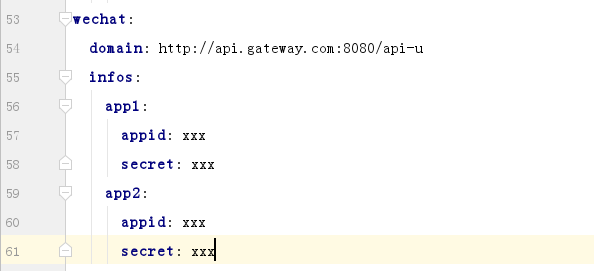 53 wechat:
54 domain: http://api.gateway.com:8080/api-u
55 infos:
56 app1:
57 appid: xxx
58 secret: xxx
59 app2:
60 appid: xxx
61 secret: xxx